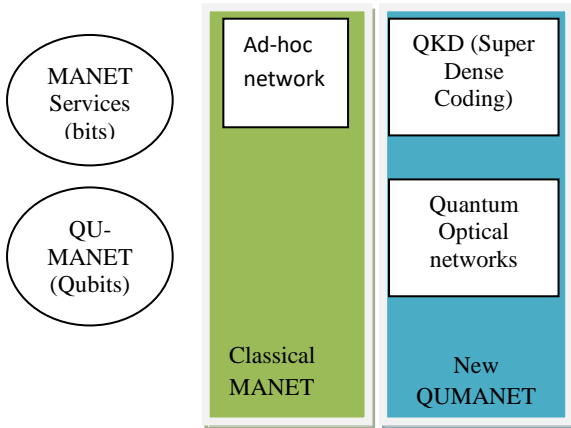 MANET
Services
(bits)
QU-
MANET
(Qubits)
Ad-hoc
network
Classical
MANET
QKD (Super
Dense
Coding)
Quantum
Optical
networks
New
QUMANET